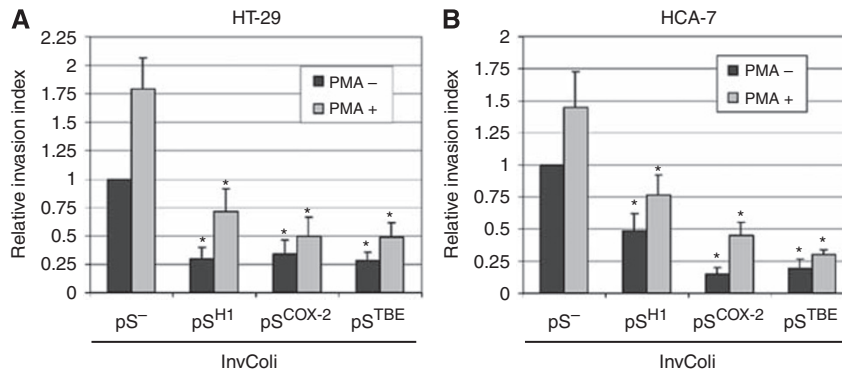 A
HT-29
Relative invasion index
2.25
2
1.75
1.5
1.25
1
0.75
0.5
0.25
0
PMA –
PMA +
* * * * * *
pS– pSH1 pSCOX-2 pSTBE
InvColi
B
HCA-7
Relative invasion index
2
1.75
1.5
1.25
1
0.75
0.5
0.25
0
PMA –
PMA +
* * * * * *
pS– pSH1 pSCOX-2 pSTBE
InvColi